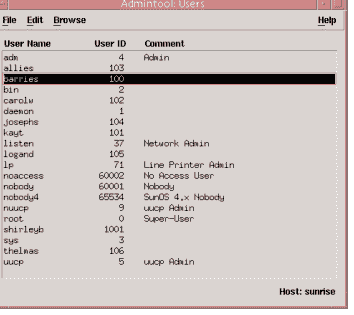 Admintool: Users
File Edit Browse Help
User Name User ID Comment
adm 4 Admin
allies 103
barries 100
bin 2
carolw 102
daemon 1
josephs 104
kayt 101
listen 37 Network Admin
logand 105
lp 71 Line Printer Admin
noaccess 60002 No Access User
nobody 60001 Nobody
nobody4 65534 SunOS 4.x Nobody
nuucp 9 uucp Admin
root 0 Super-User
shirleyb 1001
sys 3
thelmas 106
uucp 5 uucp Admin
Host: sunrise